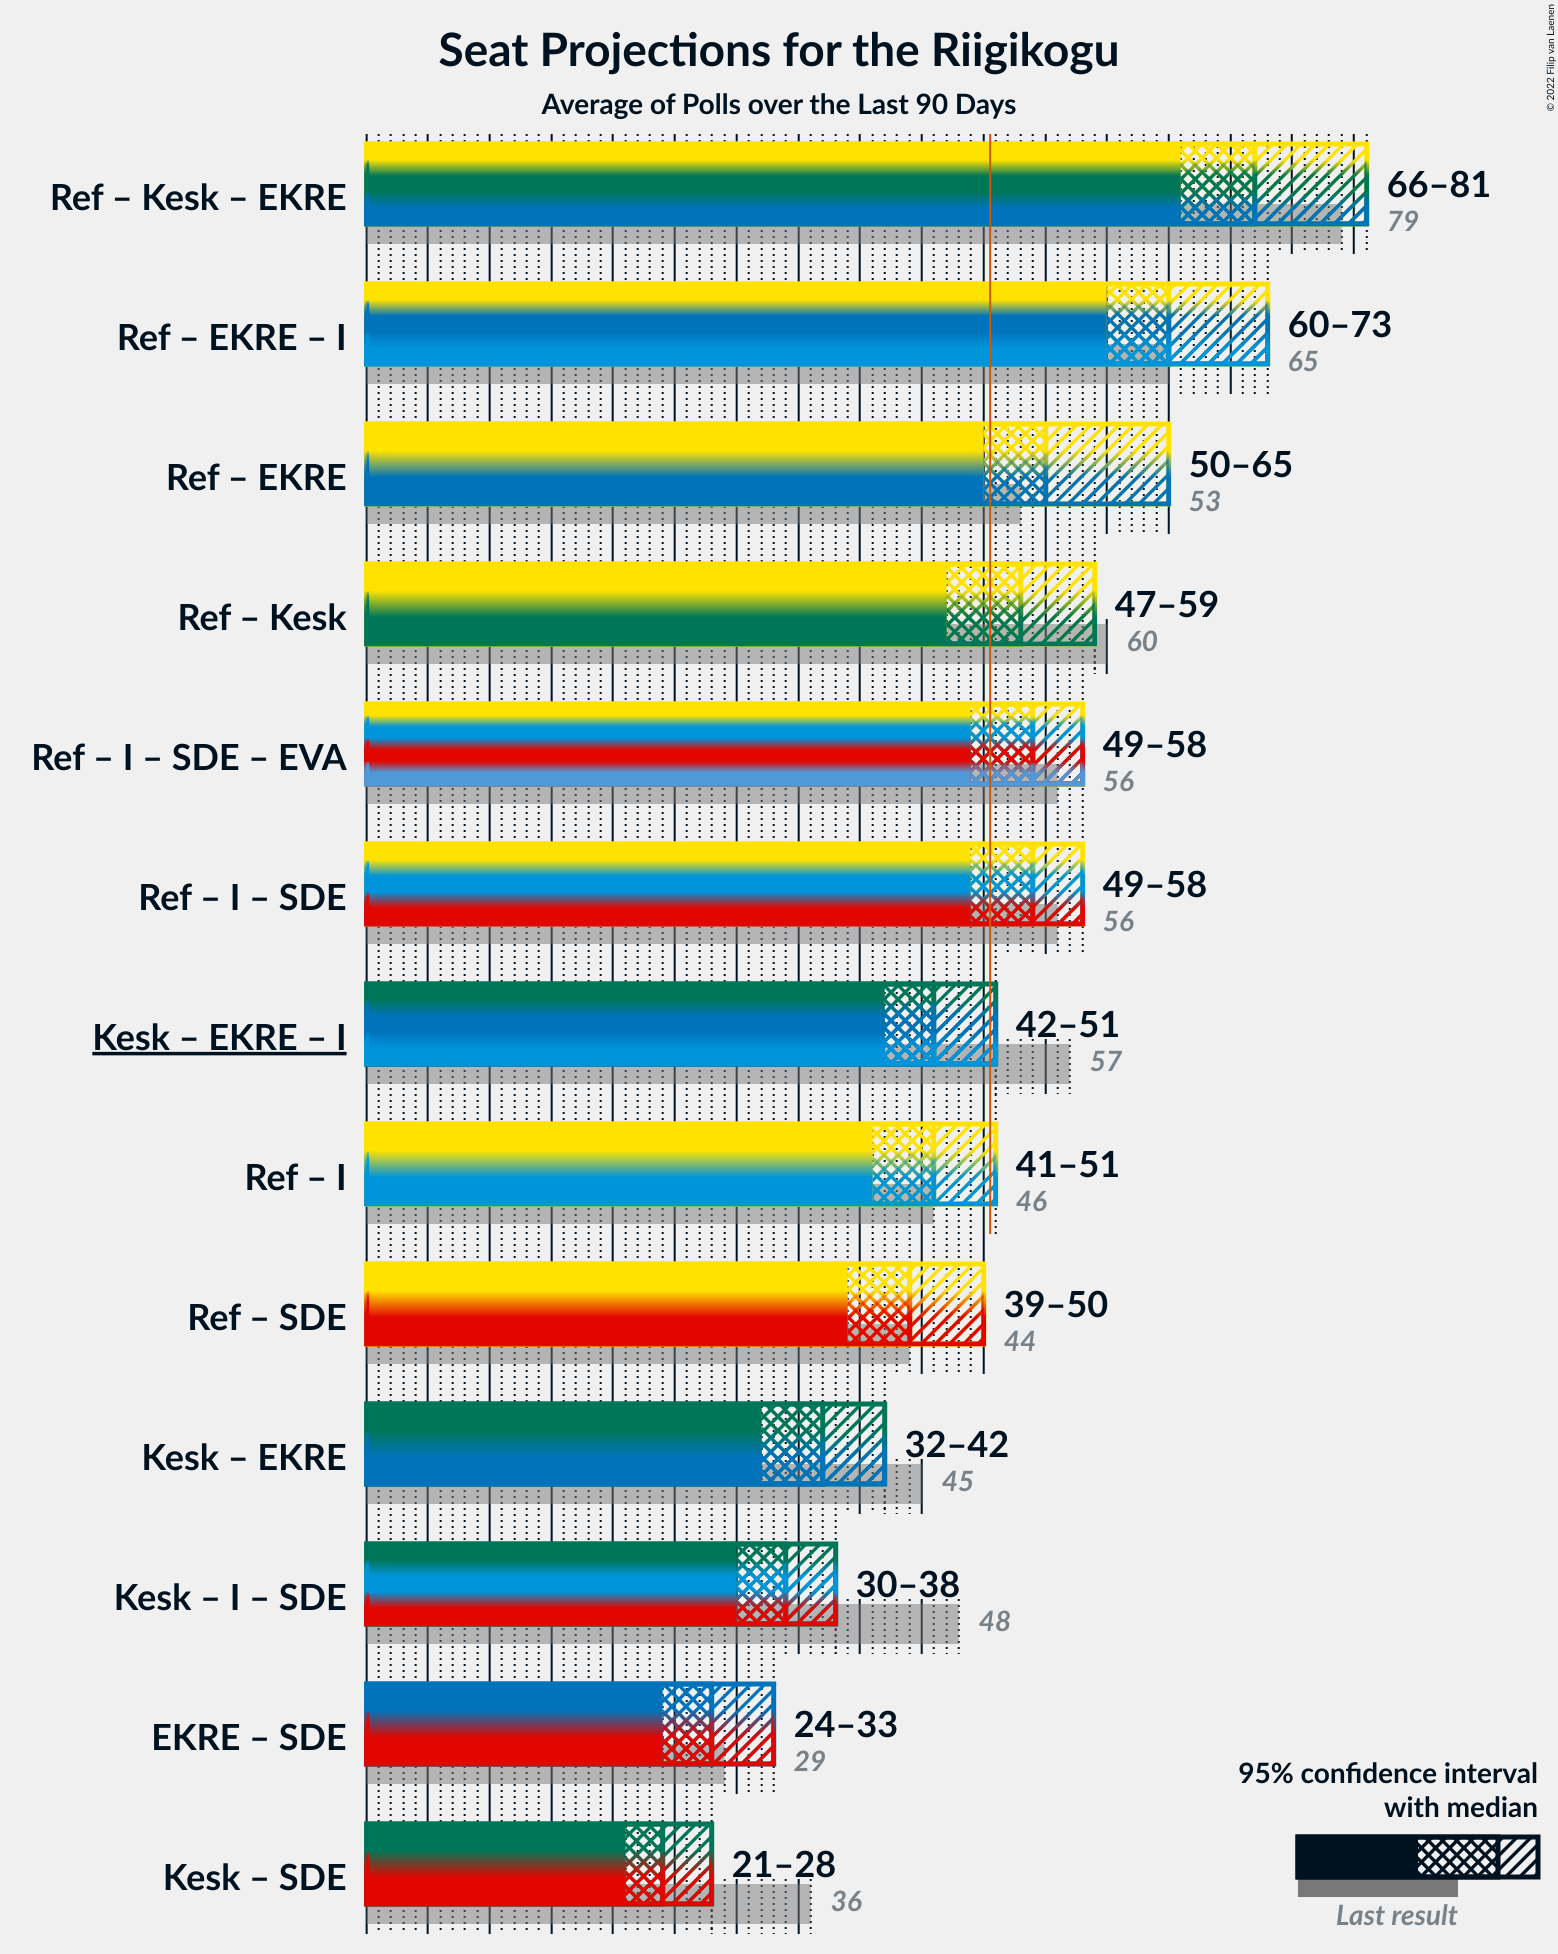 Seat Projections for the Riigikogu
Average of Polls over the Last 90 Days
© 2022 Filip van Laenen
Ref – Kesk – EKRE
66–81
79
Ref – EKRE – I
60–73
65
Ref – EKRE
50–65
53
Ref – Kesk
47–59
60
Ref – I – SDE – EVA
49–58
56
Ref – I – SDE
49–58
56
Kesk – EKRE – I
42–51
57
Ref – I
41–51
46
Ref – SDE
39–50
44
Kesk – EKRE
32–42
45
Kesk – I – SDE
30–38
48
EKRE – SDE
24–33
29
Kesk – SDE
21–28
36
95% confidence interval
with median
Last result